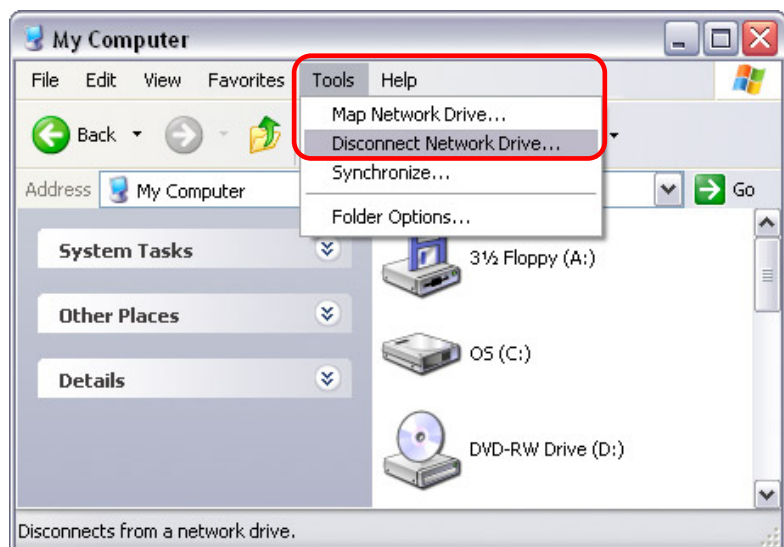 My Computer
File Edit View Favorites Tools Help
Map Network Drive...
Back Disconnect Network Drive...
Synchronize...
Address My Computer Go
Folder Options...
System Tasks
3½ Floppy (A:)
Other Places
OS (C:)
Details
DVD-RW Drive (D:)
Disconnects from a network drive.